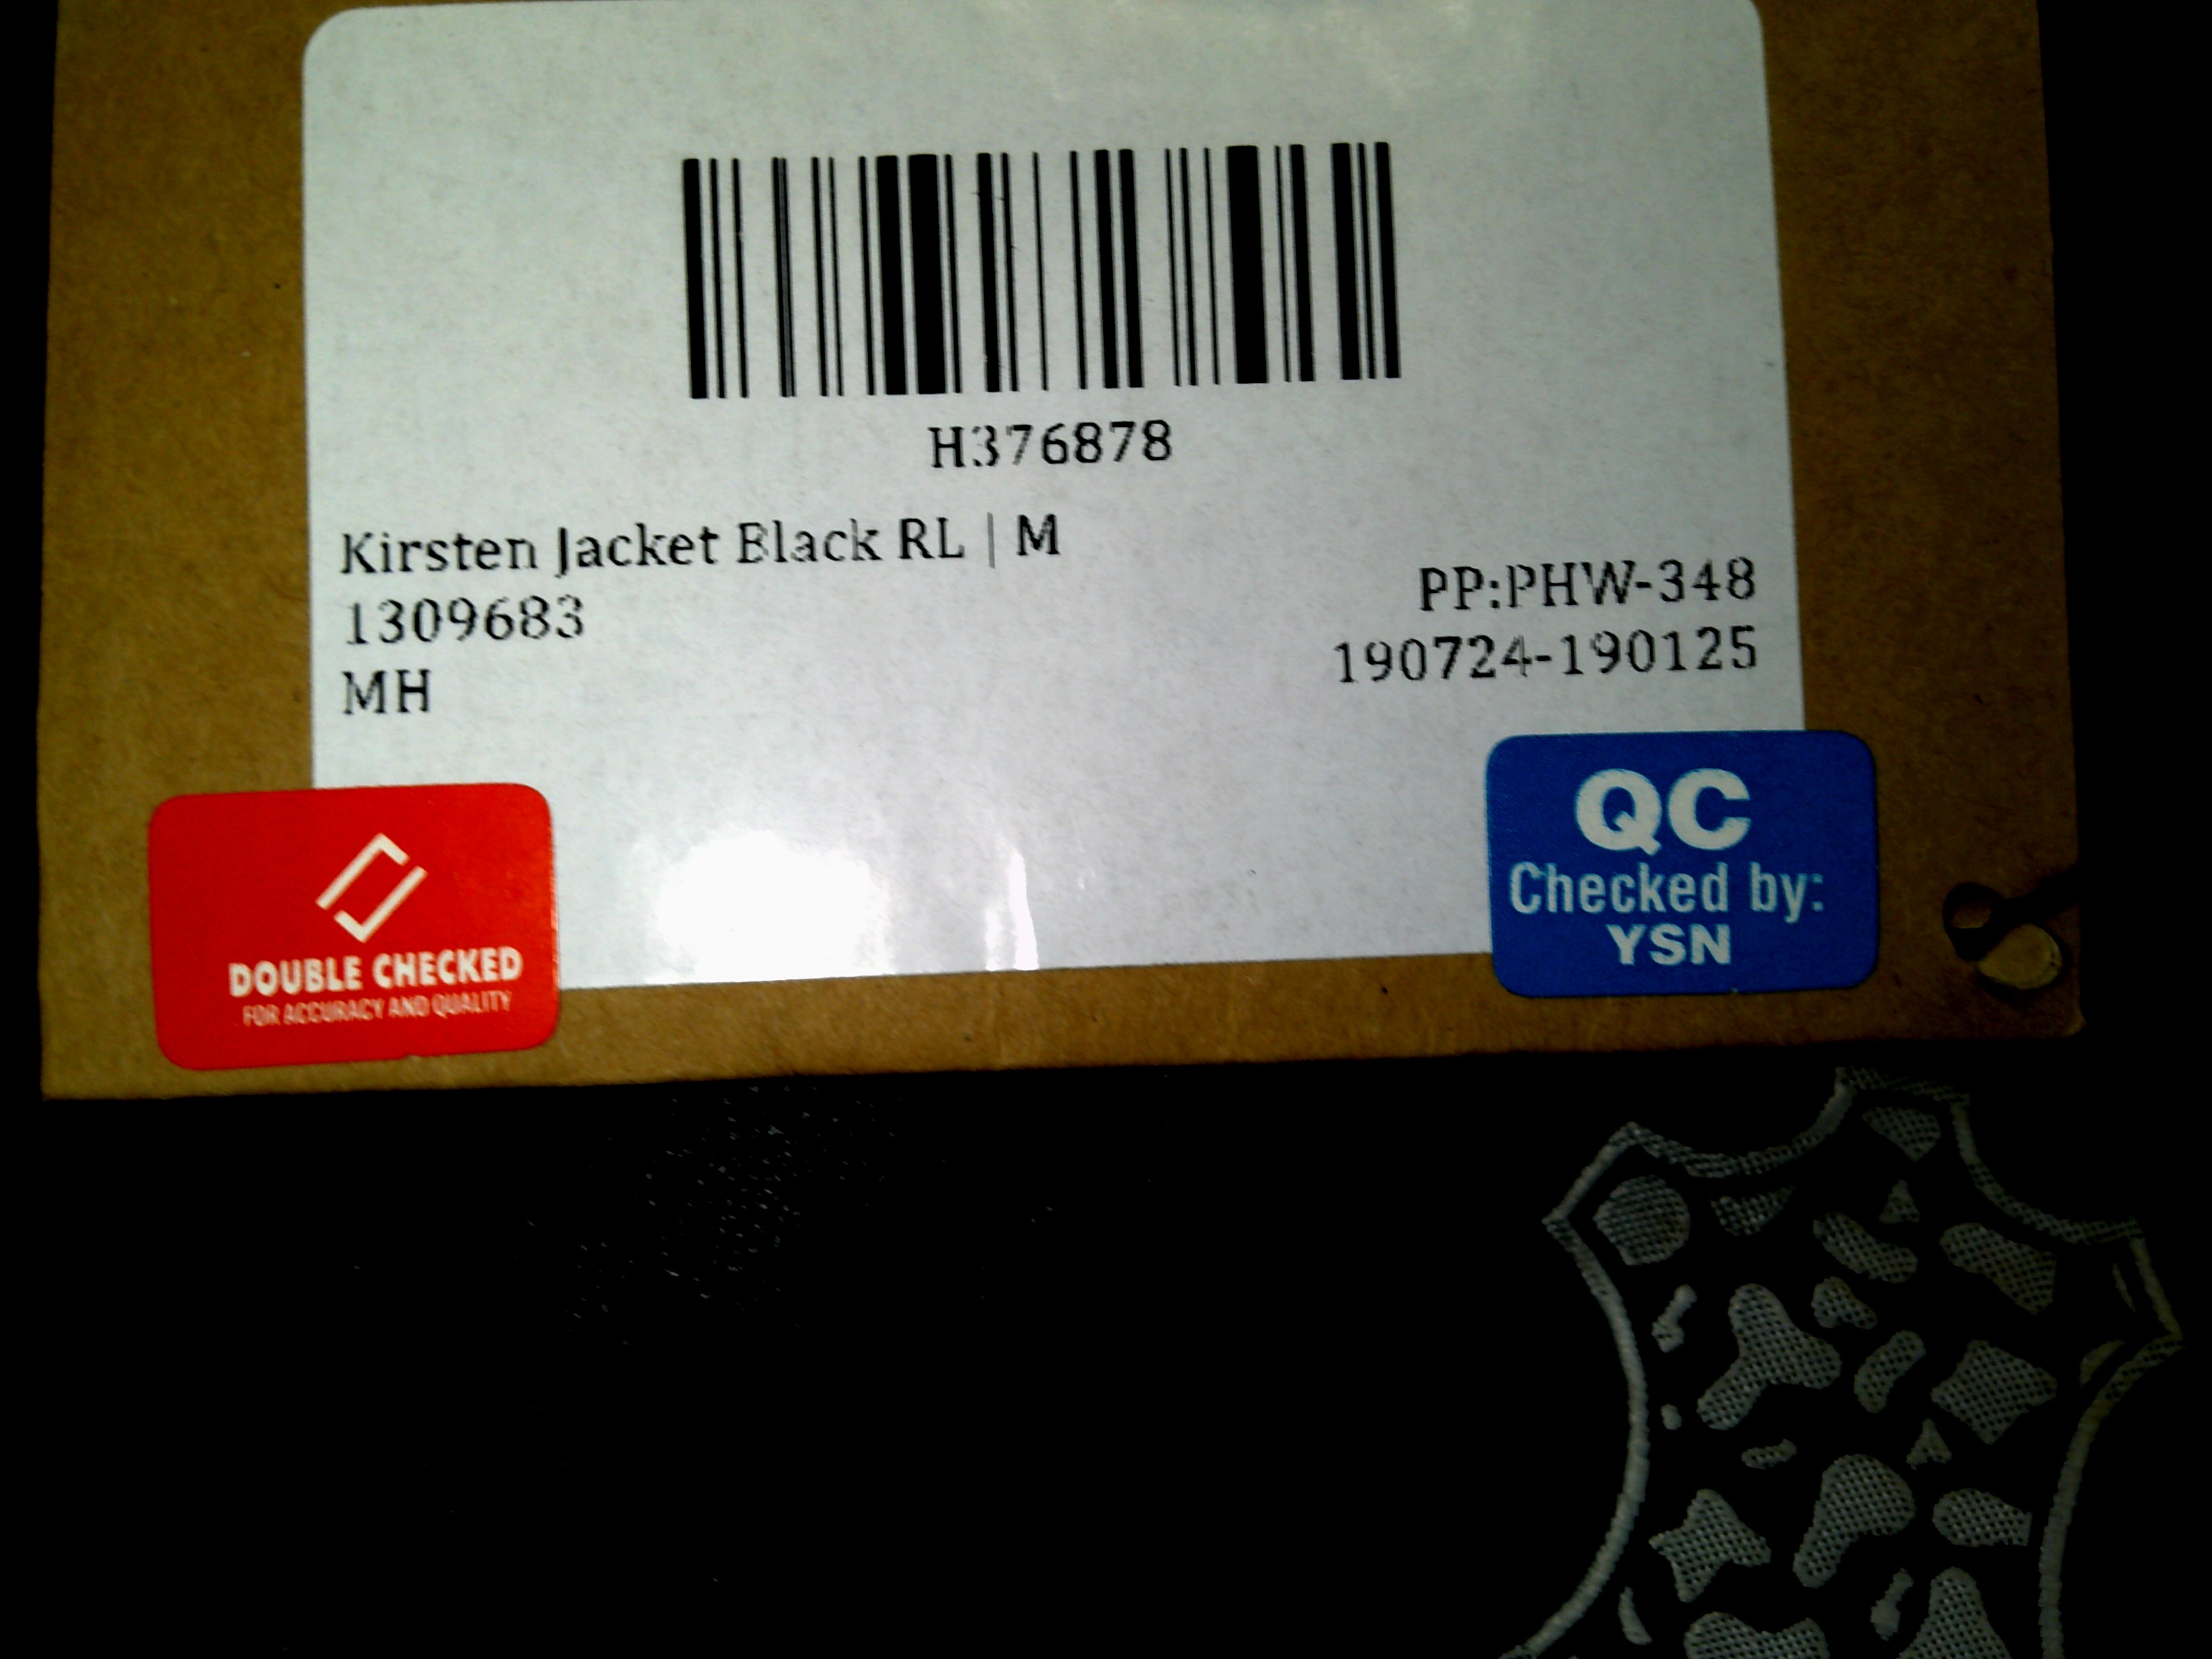 H376878
Kirsten Jacket Black RL | M
1309683
PP:PHW-348
MH
190724-190125
DOUBLE CHECKED
FOR ACCURACY AND QUALITY
QC
Checked by:
YSN